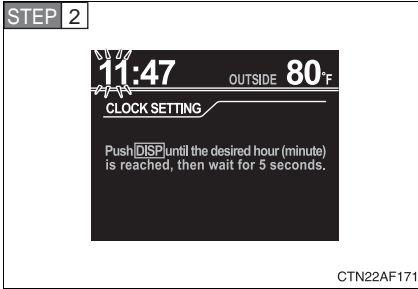 STEP 2
11:47 OUTSIDE 80°F
CLOCK SETTING
Push DISP until the desired hour (minute)
is reached, then wait for 5 seconds.
CTN22AF171